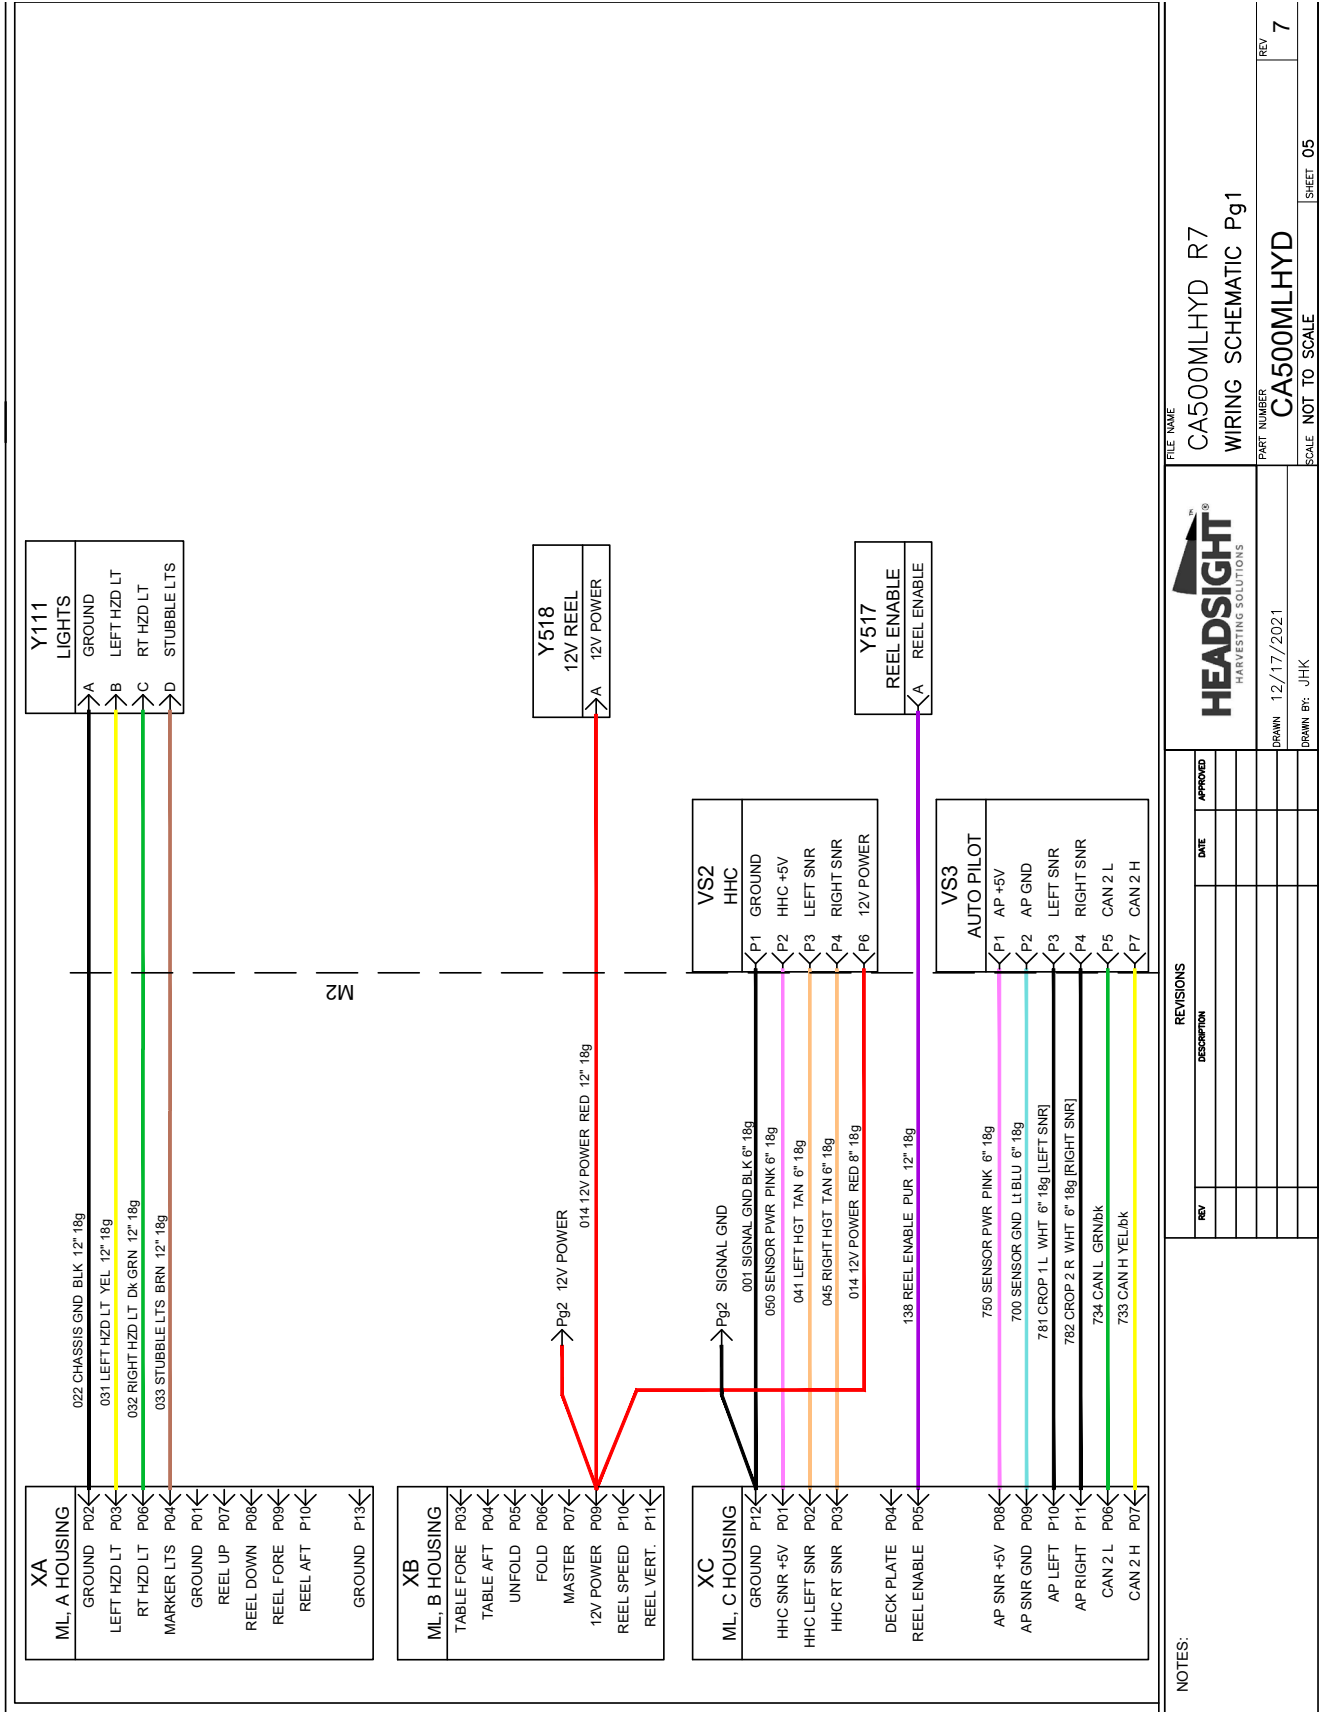 XA
ML, A HOUSING
GROUND P02
LEFT HZD LT P03
RT HZD LT P06
MARKER LTS P04
GROUND P01
REEL UP P07
REEL DOWN P08
REEL FORE P09
REEL AFT P10
GROUND P13
022 CHASSIS GND BLK 12" 18g
031 LEFT HZD LT YEL 12" 18g
032 RIGHT HZD LT DK GRN 12" 18g
033 STUBBLE LTS BRN 12" 18g
Y111
LIGHTS
A GROUND
B LEFT HZD LT
C RT HZD LT
D STUBBLE LTS
M2
XB
ML, B HOUSING
TABLE FORE P03
TABLE AFT P04
UNFOLD P05
FOLD P06
MASTER P07
12V POWER P09
REEL SPEED P10
REEL VERT. P11
Pg2 12V POWER
014 12V POWER RED 12" 18g
Y518
12V REEL
A 12V POWER
XC
ML, C HOUSING
GROUND P12
HHC SNR +5V P01
HHC LEFT SNR P02
HHC RT SNR P03
DECK PLATE P04
REEL ENABLE P05
AP SNR +5V P08
AP SNR GND P09
AP LEFT P10
AP RIGHT P11
CAN 2 L P06
CAN 2 H P07
Pg2 SIGNAL GND
001 SIGNAL GND BLK 6" 18g
050 SENSOR PWR PINK 6" 18g
041 LEFT HGT TAN 6" 18g
045 RIGHT HGT TAN 6" 18g
014 12V POWER RED 8" 18g
138 REEL ENABLE PUR 12" 18g
750 SENSOR PWR PINK 6" 18g
700 SENSOR GND Lt BLU 6" 18g
781 CROP 1 L WHT 6" 18g [LEFT SNR]
782 CROP 2 R WHT 6" 18g [RIGHT SNR]
734 CAN L GRN/bk
733 CAN H YEL/bk
VS2
HHC
P1 GROUND
P2 HHC +5V
P3 LEFT SNR
P4 RIGHT SNR
P6 12V POWER
Y517
REEL ENABLE
A REEL ENABLE
VS3
AUTO PILOT
P1 AP +5V
P2 AP GND
P3 LEFT SNR
P4 RIGHT SNR
P5 CAN 2 L
P7 CAN 2 H
NOTES:
REVISIONS
REV DESCRIPTION DATE APPROVED
HEADSIGHT®
TM
HARVESTING SOLUTIONS
DRAWN 12/17/2021
DRAWN BY: JHK
FILE NAME
CA500MLHYD R7
WIRING SCHEMATIC Pg1
PART NUMBER
CA500MLHYD
REV
7
SCALE NOT TO SCALE
SHEET 05